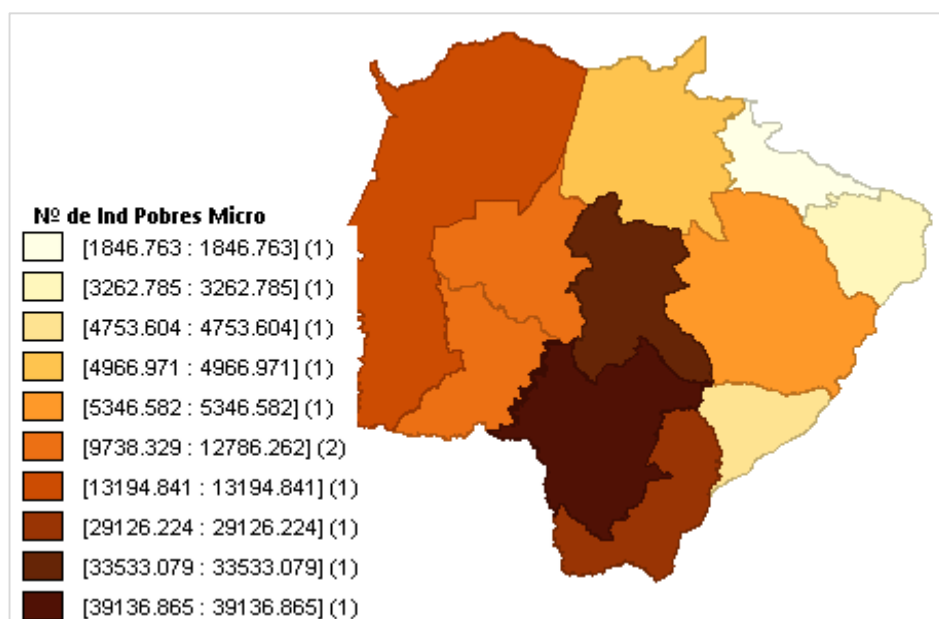 Nº de Ind Pobres Micro
[1846.763 : 1846.763] (1)
[3262.785 : 3262.785] (1)
[4753.604 : 4753.604] (1)
[4966.971 : 4966.971] (1)
[5346.582 : 5346.582] (1)
[9738.329 : 12786.262] (2)
[13194.841 : 13194.841] (1)
[29126.224 : 29126.224] (1)
[33533.079 : 33533.079] (1)
[39136.865 : 39136.865] (1)